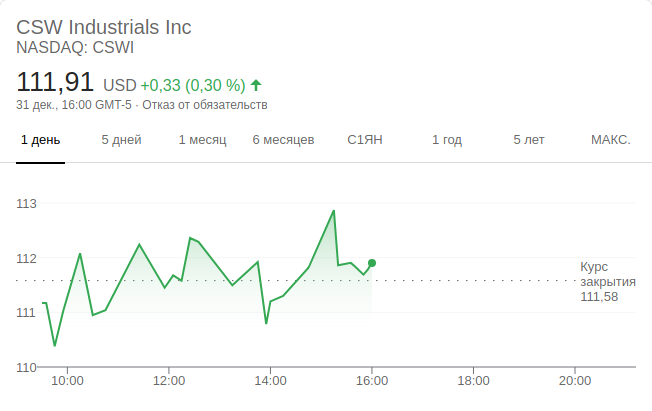 CSW Industrials Inc
NASDAQ: CSWI
111,91 USD +0,33 (0,30 %)
31 дек., 16:00 GMT-5 · Отказ от обязательств
1 день 5 дней 1 месяц 6 месяцев С1ЯН 1 год 5 лет МАКС.
113
112
Курс
закрытия
111,58
111
110
10:00 12:00 14:00 16:00 18:00 20:00